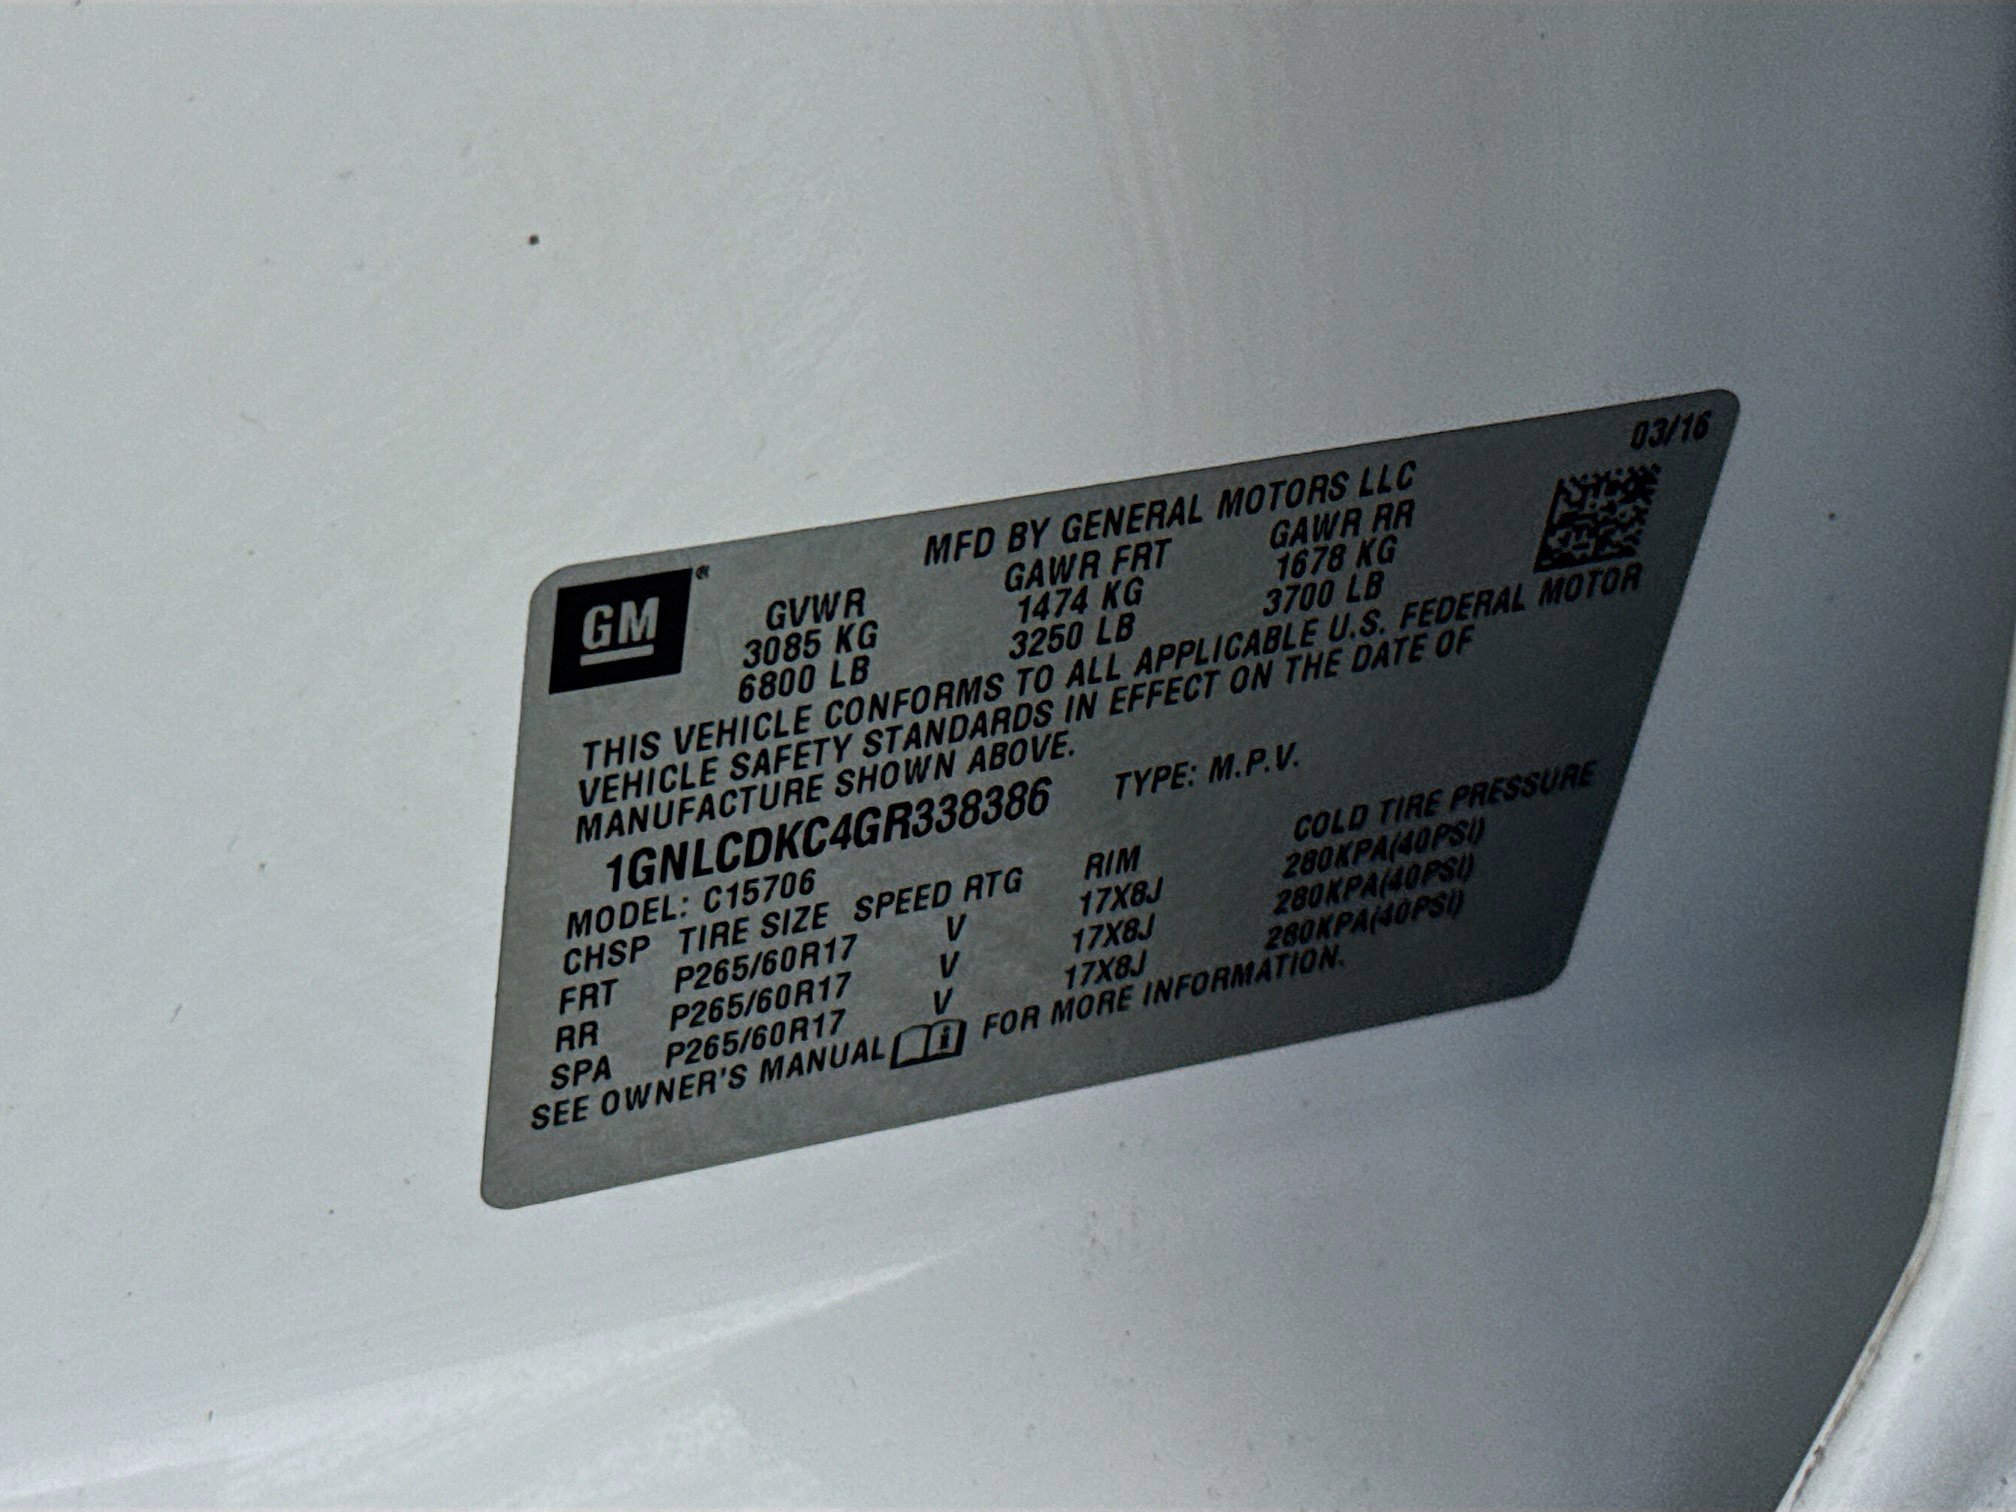 03/16
MFD BY GENERAL MOTORS LLC
GM®
GVWR GAWR FRT GAWR RR
3085 KG 1474 KG 1678 KG
6800 LB 3250 LB 3700 LB
THIS VEHICLE CONFORMS TO ALL APPLICABLE U.S. FEDERAL MOTOR
VEHICLE SAFETY STANDARDS IN EFFECT ON THE DATE OF
MANUFACTURE SHOWN ABOVE.
1GNLCDKC4GR338386 TYPE: M.P.V.
MODEL: C15706
CHSP TIRE SIZE SPEED RTG RIM COLD TIRE PRESSURE
FRT P265/60R17 V 17X8J 280KPA(40PSI)
RR P265/60R17 V 17X8J 280KPA(40PSI)
SPA P265/60R17 V 17X8J 280KPA(40PSI)
SEE OWNER'S MANUAL FOR MORE INFORMATION.